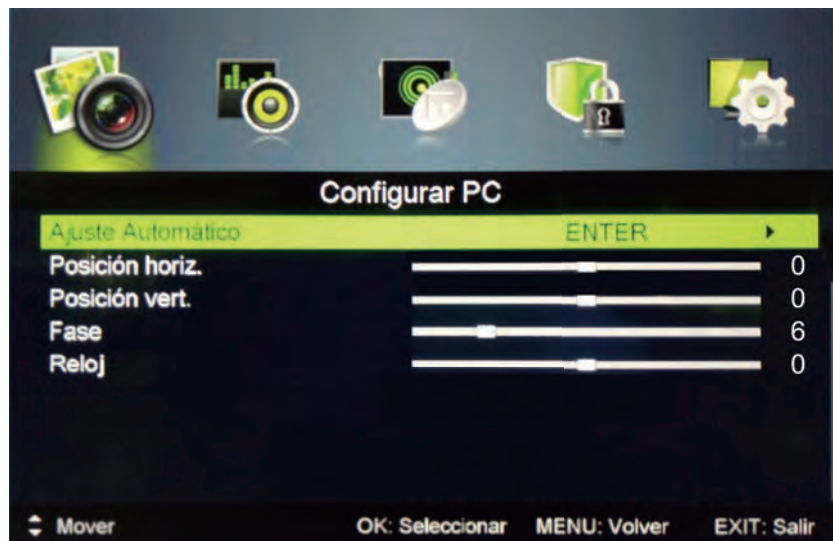 Configurar PC
Ajuste Automático ENTER
Posición horiz. 0
Posición vert. 0
Fase 6
Reloj 0
Mover OK: Seleccionar MENU: Volver EXIT: Salir